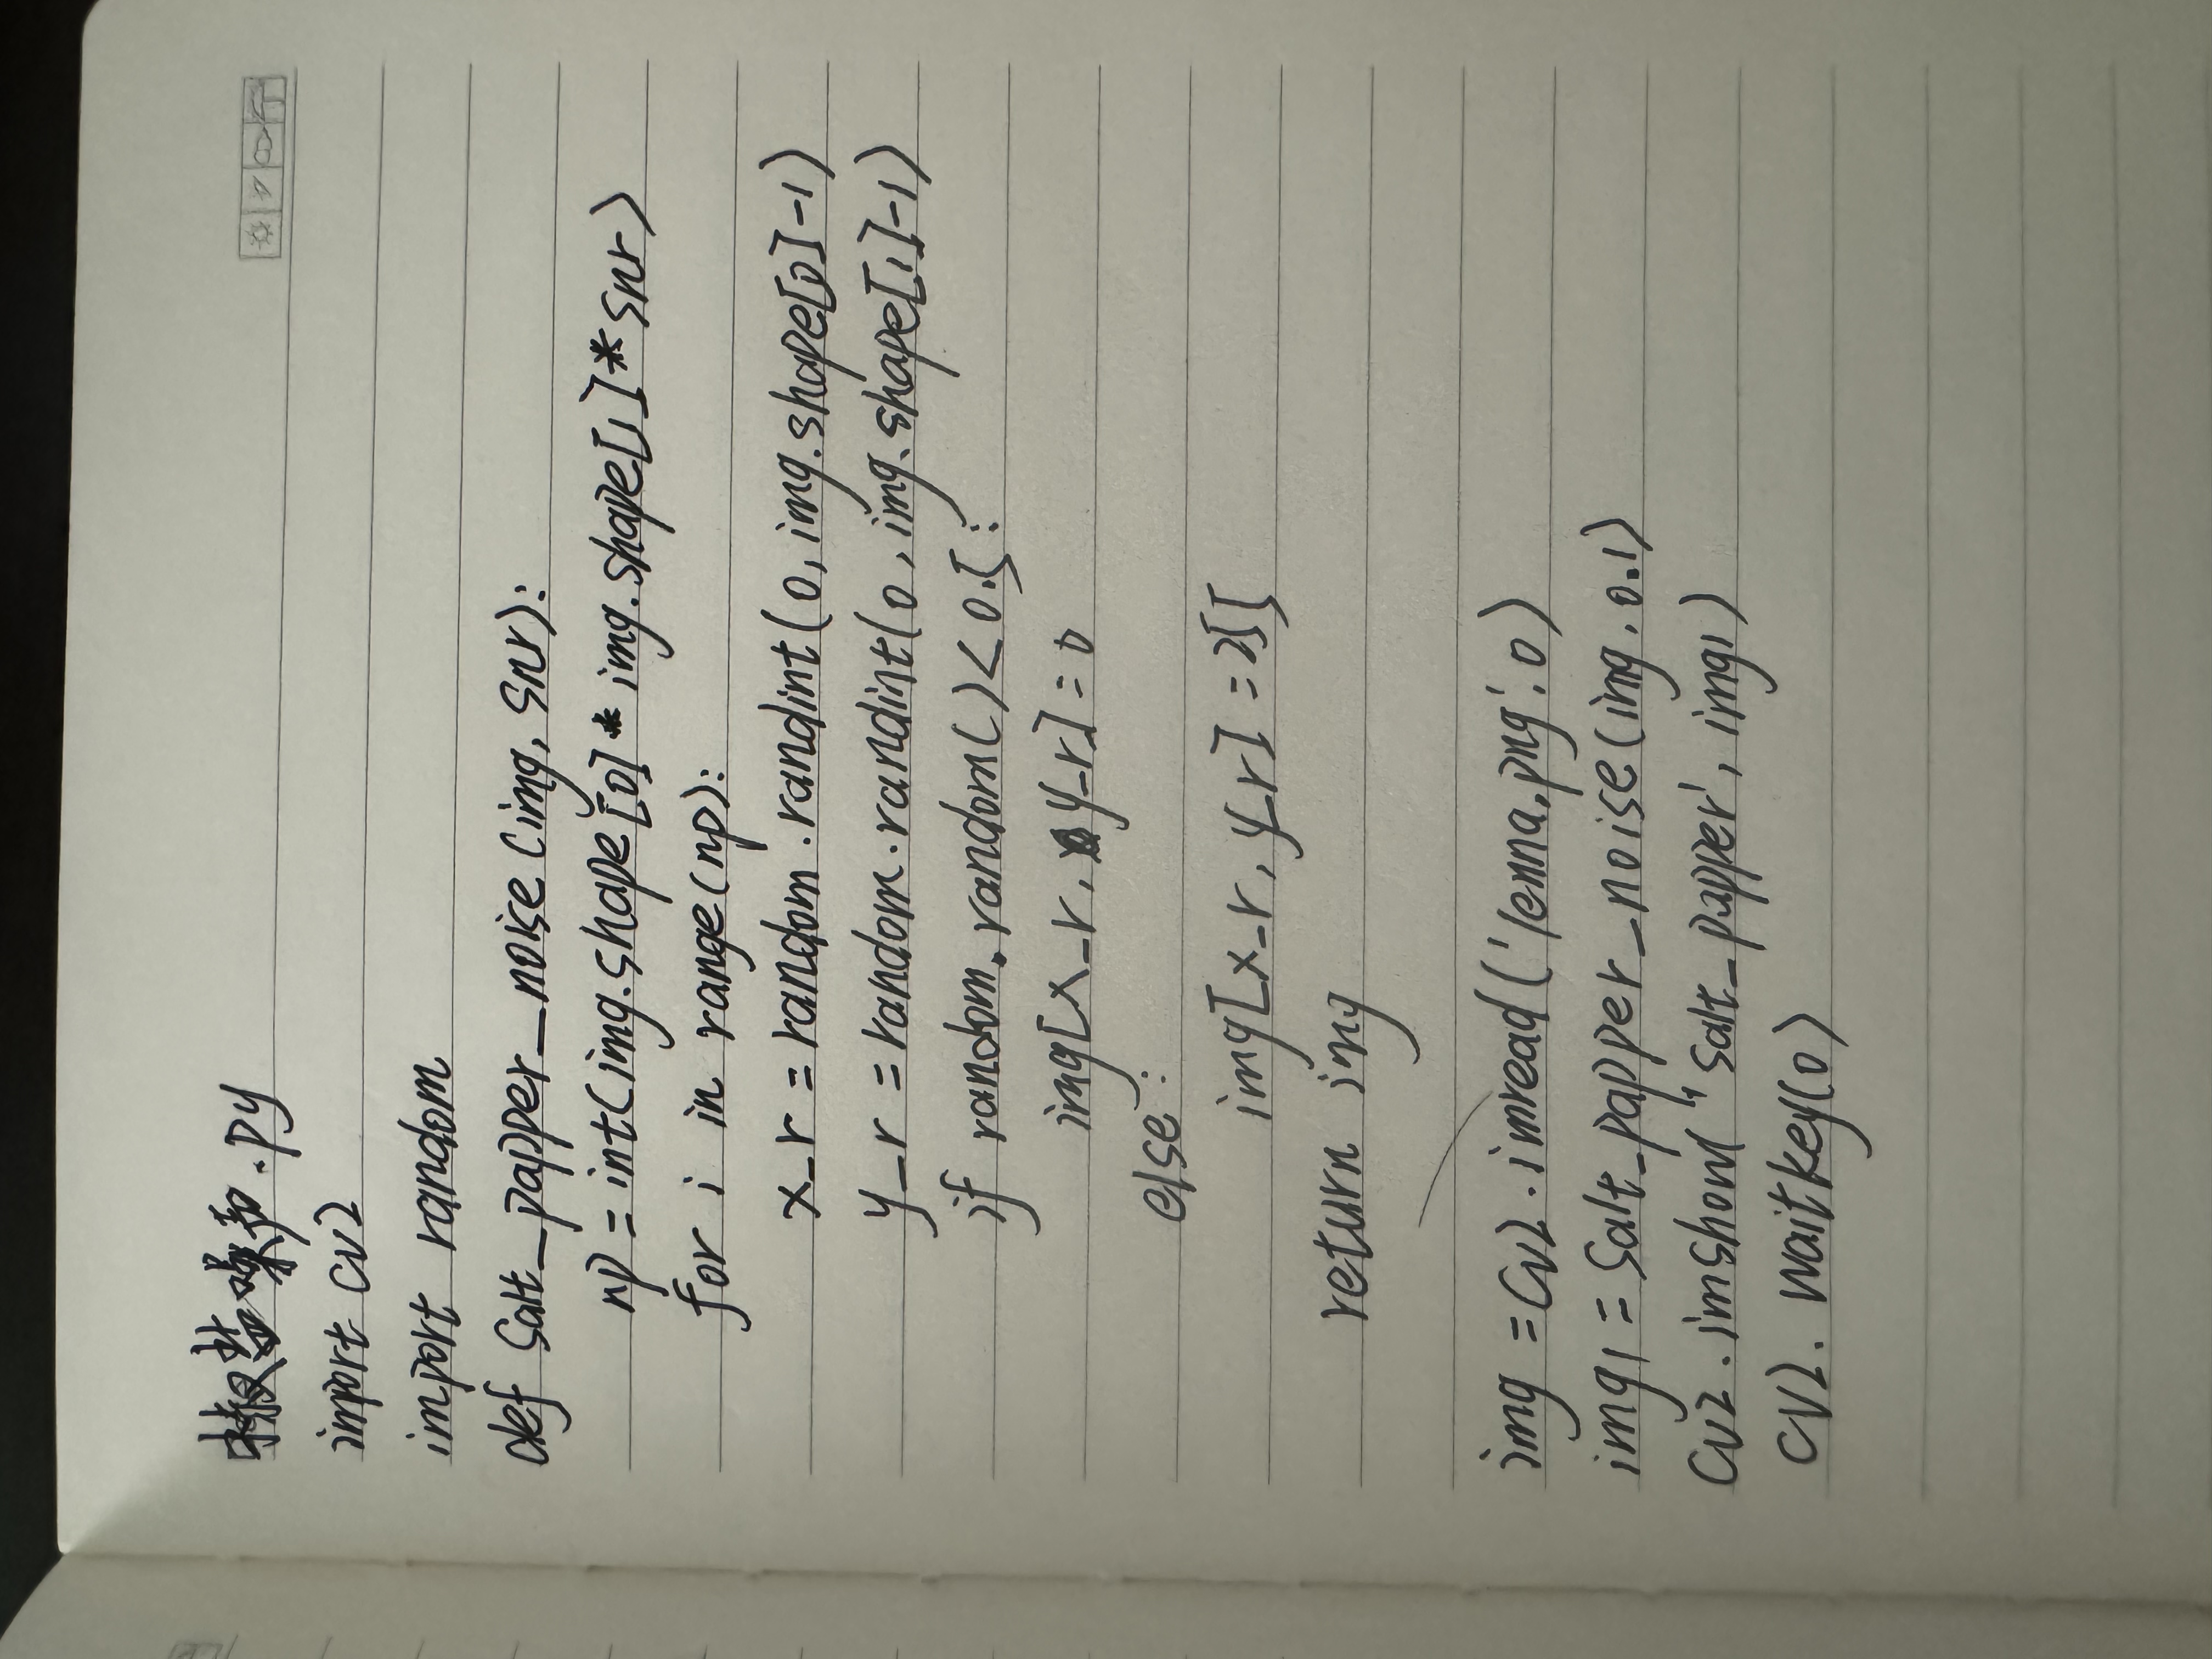 椒盐噪声.py
import cv2
import random
def salt_papper_noise(img, snr):
    np = int(img.shape[0] * img.shape[1] * snr)
    for i in range(np):
        x_r = random.randint(0, img.shape[0]-1)
        y_r = random.randint(0, img.shape[1]-1)
        if random.random() < 0.5:
            img[x_r, y_r] = 0
        else:
            img[x_r, y_r] = 255
    return img
img = cv2.imread('lenna.png', 0)
img1 = salt_papper_noise(img, 0.1)
cv2.imshow('salt_papper', img1)
cv2.waitkey(0)